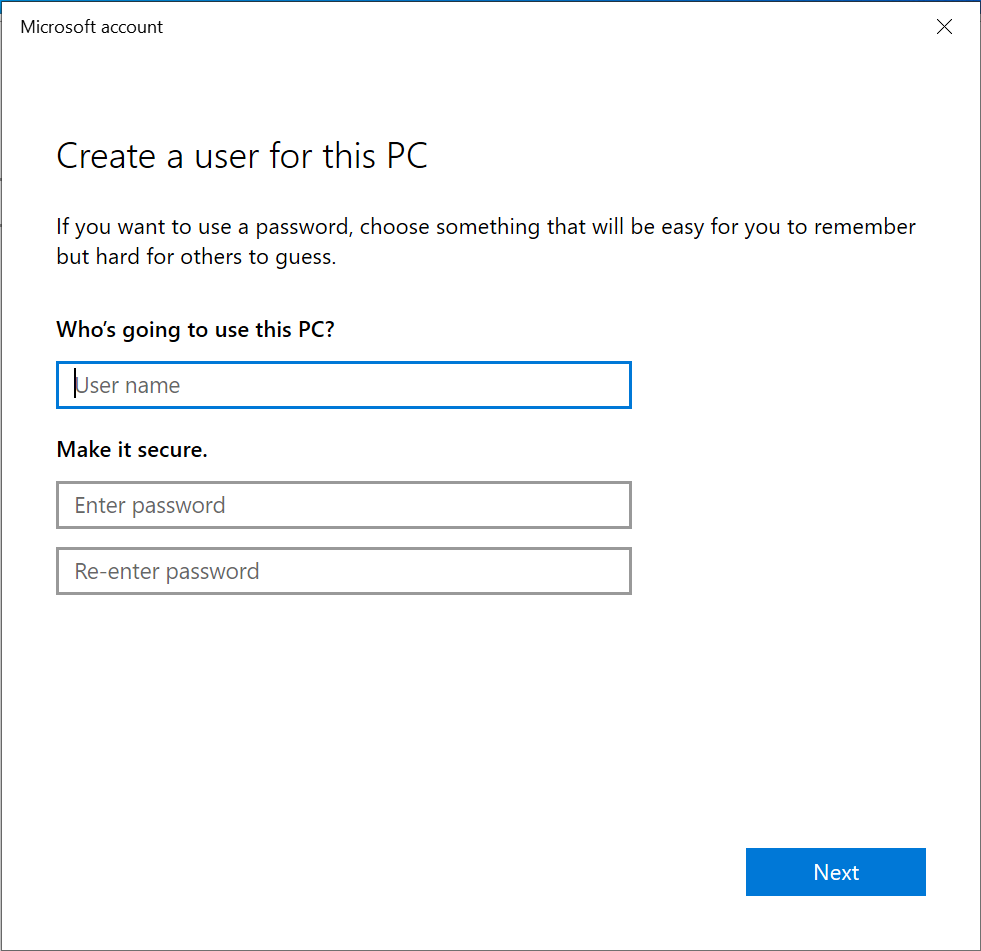 Microsoft account
Create a user for this PC
If you want to use a password, choose something that will be easy for you to remember
but hard for others to guess.
Who's going to use this PC?
User name
Make it secure.
Enter password
Re-enter password
Next